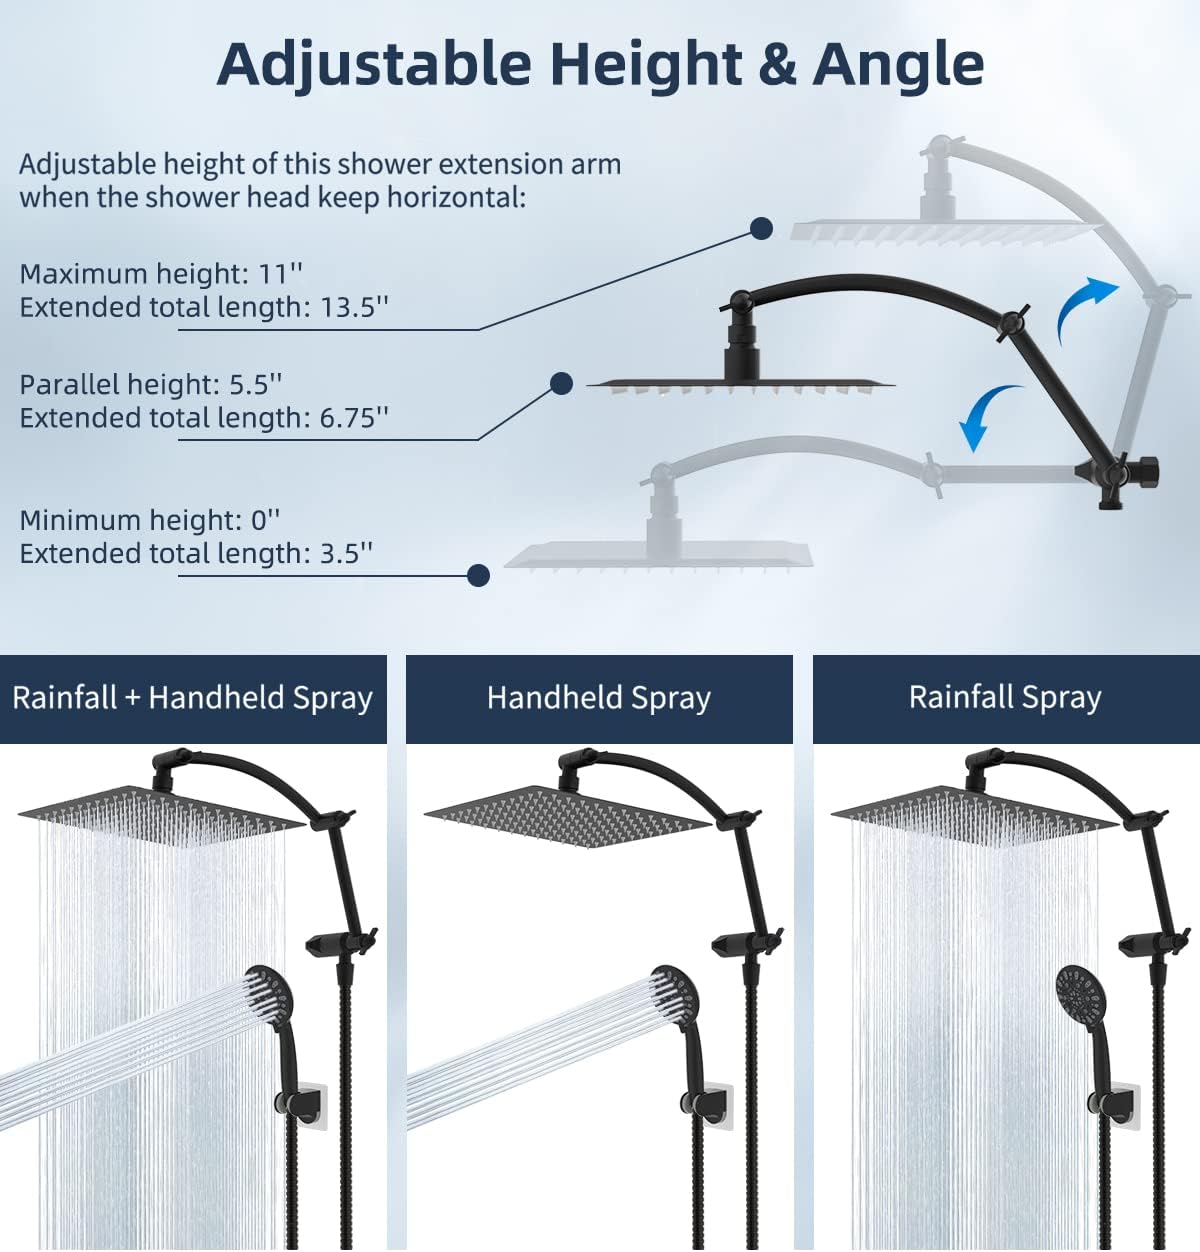 Adjustable Height & Angle
Adjustable height of this shower extension arm
when the shower head keep horizontal:
Maximum height: 11''
Extended total length: 13.5''
Parallel height: 5.5''
Extended total length: 6.75''
Minimum height: 0''
Extended total length: 3.5''
Rainfall + Handheld Spray
Handheld Spray
Rainfall Spray